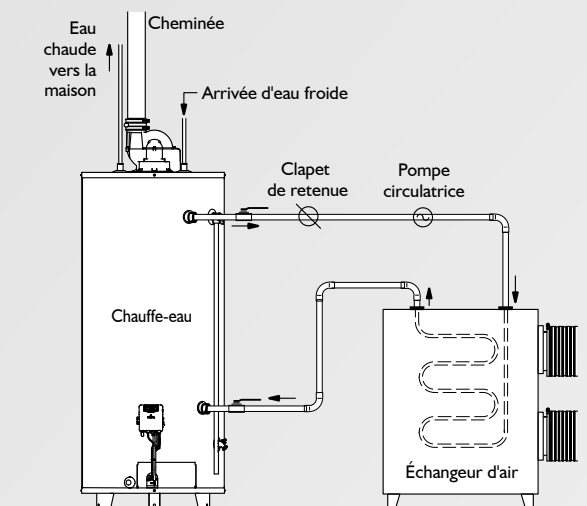 Eau
chaude
vers la
maison
Cheminée
Arrivée d'eau froide
Clapet
de retenue
Pompe
circulatrice
Chauffe-eau
Échangeur d'air